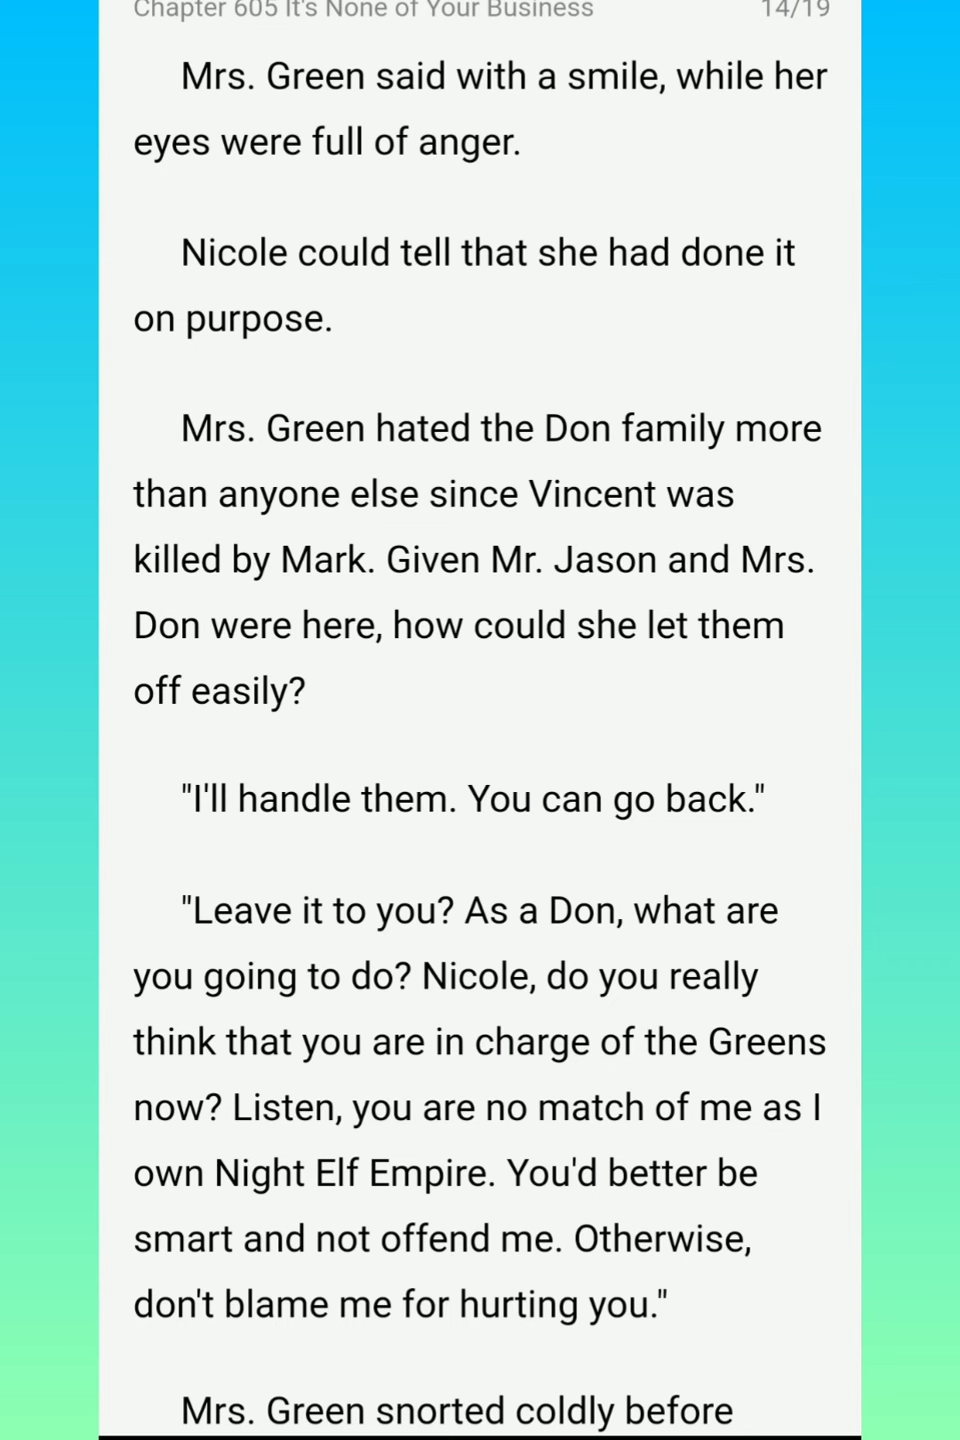 Chapter 605 It's None of Your Business 14/19
Mrs. Green said with a smile, while her
eyes were full of anger.
Nicole could tell that she had done it
on purpose.
Mrs. Green hated the Don family more
than anyone else since Vincent was
killed by Mark. Given Mr. Jason and Mrs.
Don were here, how could she let them
off easily?
"I'll handle them. You can go back."
"Leave it to you? As a Don, what are
you going to do? Nicole, do you really
think that you are in charge of the Greens
now? Listen, you are no match of me as I
own Night Elf Empire. You'd better be
smart and not offend me. Otherwise,
don't blame me for hurting you."
Mrs. Green snorted coldly before